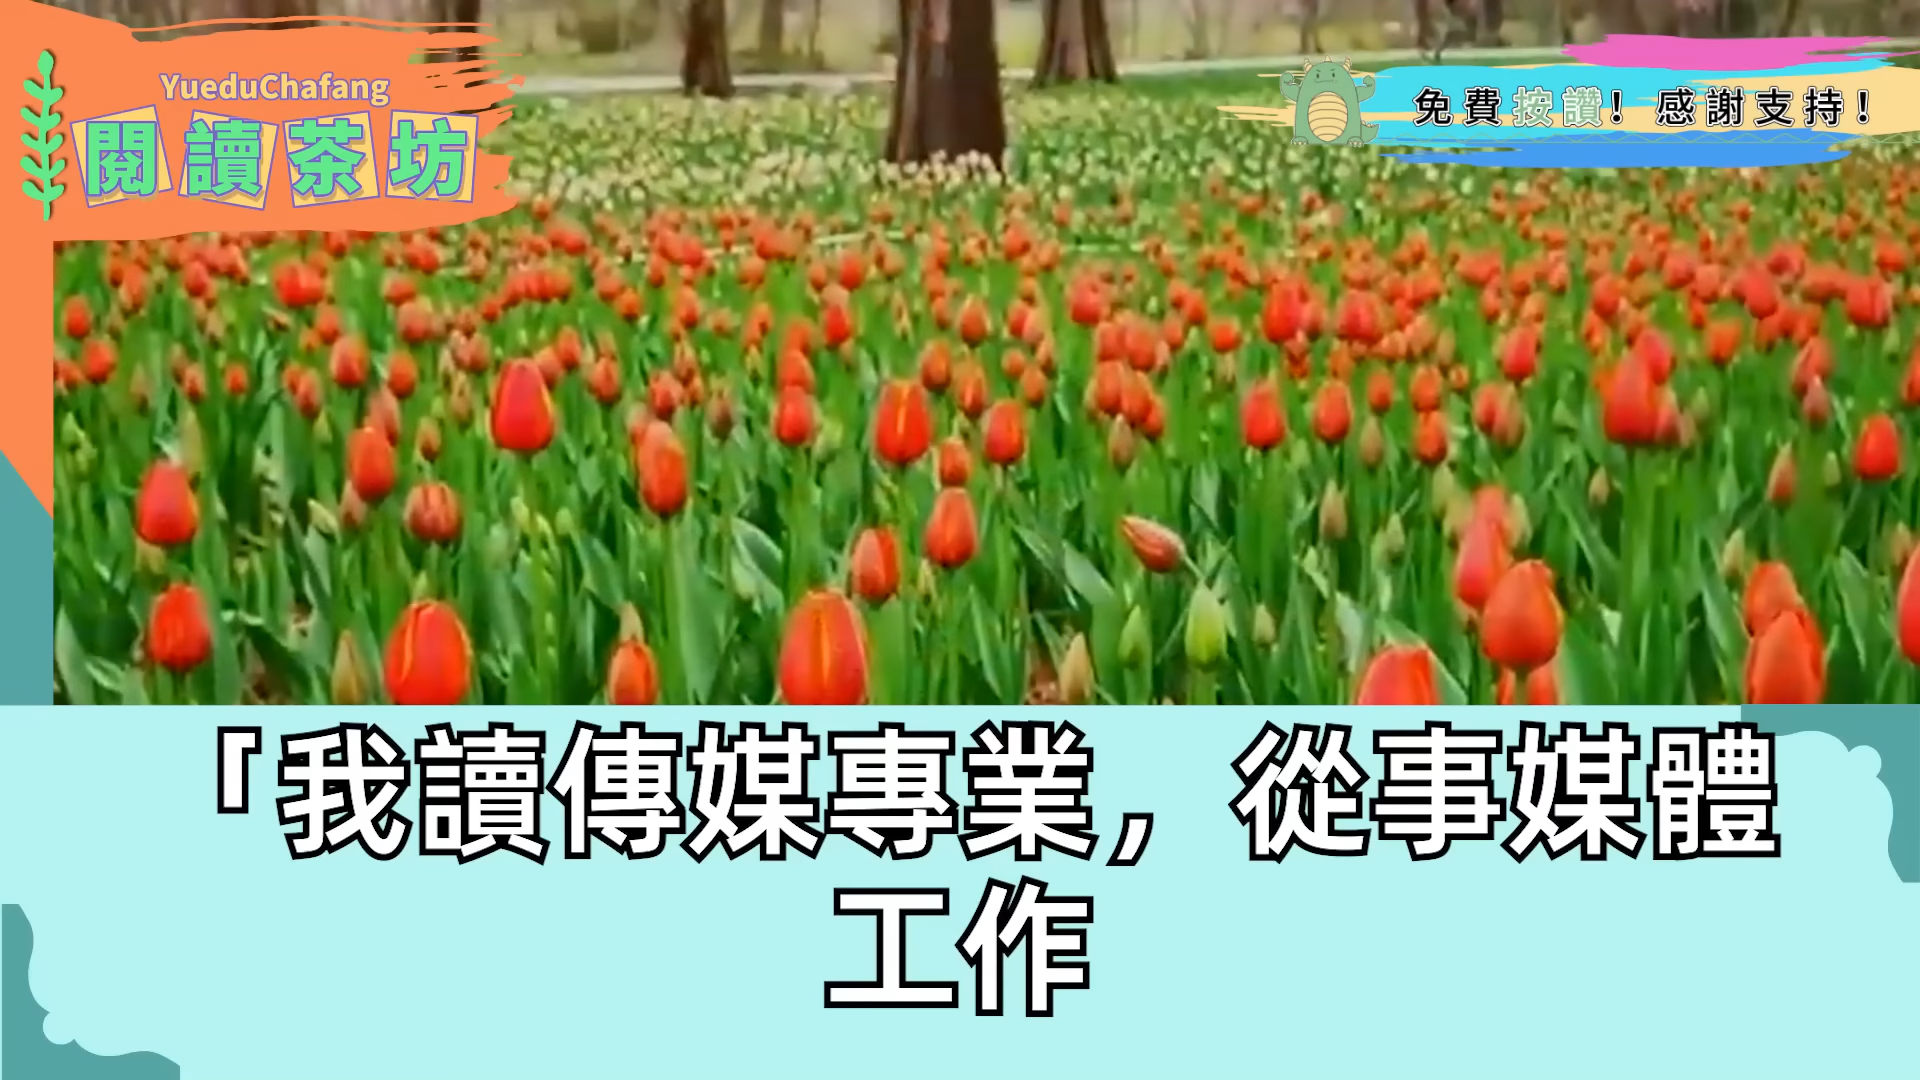 YueduChafang
閱讀茶坊
免費按讚！感謝支持！
「我讀傳媒專業，從事媒體
工作